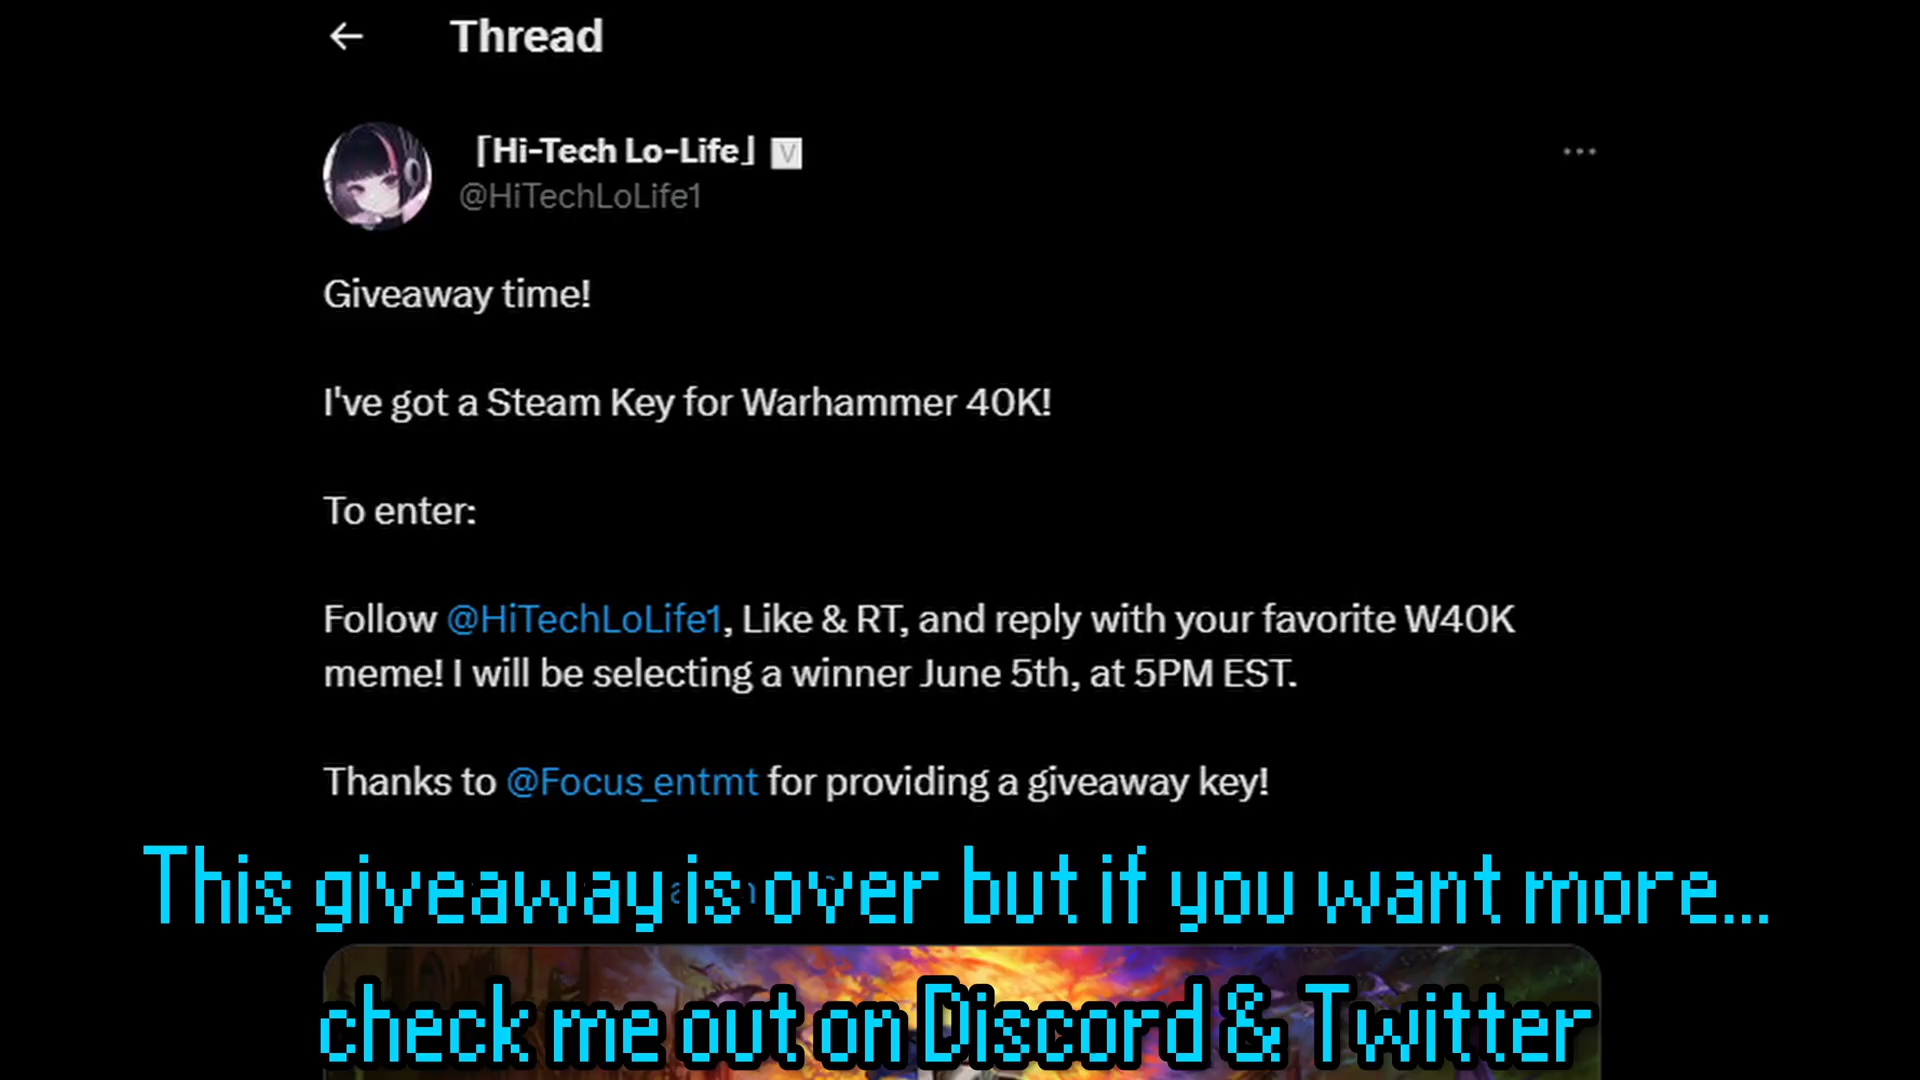 Thread
「Hi-Tech Lo-Life」 V
@HiTechLoLife1
Giveaway time!
I've got a Steam Key for Warhammer 40K!
To enter:
Follow @HiTechLoLife1, Like & RT, and reply with your favorite W40K
meme! I will be selecting a winner June 5th, at 5PM EST.
Thanks to @Focus_entmt for providing a giveaway key!
This giveaway is over but if you want more...
check me out on Discord & Twitter